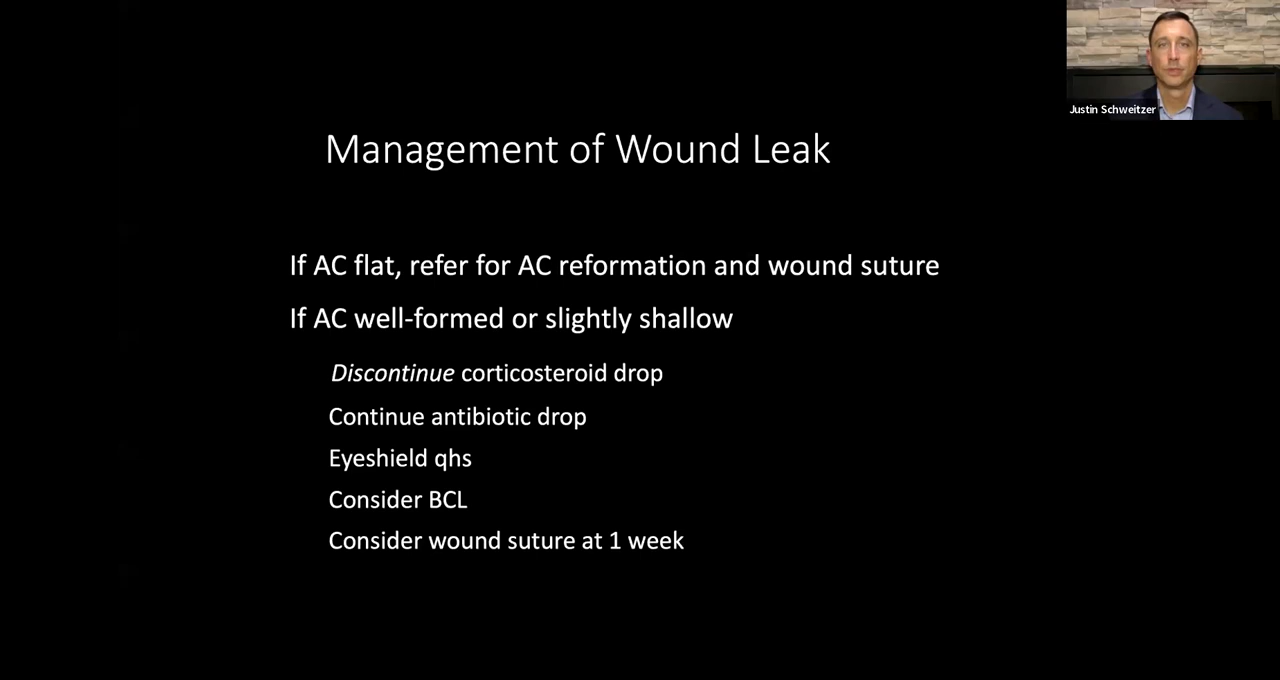 Justin Schweitzer
Management of Wound Leak
If AC flat, refer for AC reformation and wound suture
If AC well-formed or slightly shallow
Discontinue corticosteroid drop
Continue antibiotic drop
Eyeshield qhs
Consider BCL
Consider wound suture at 1 week